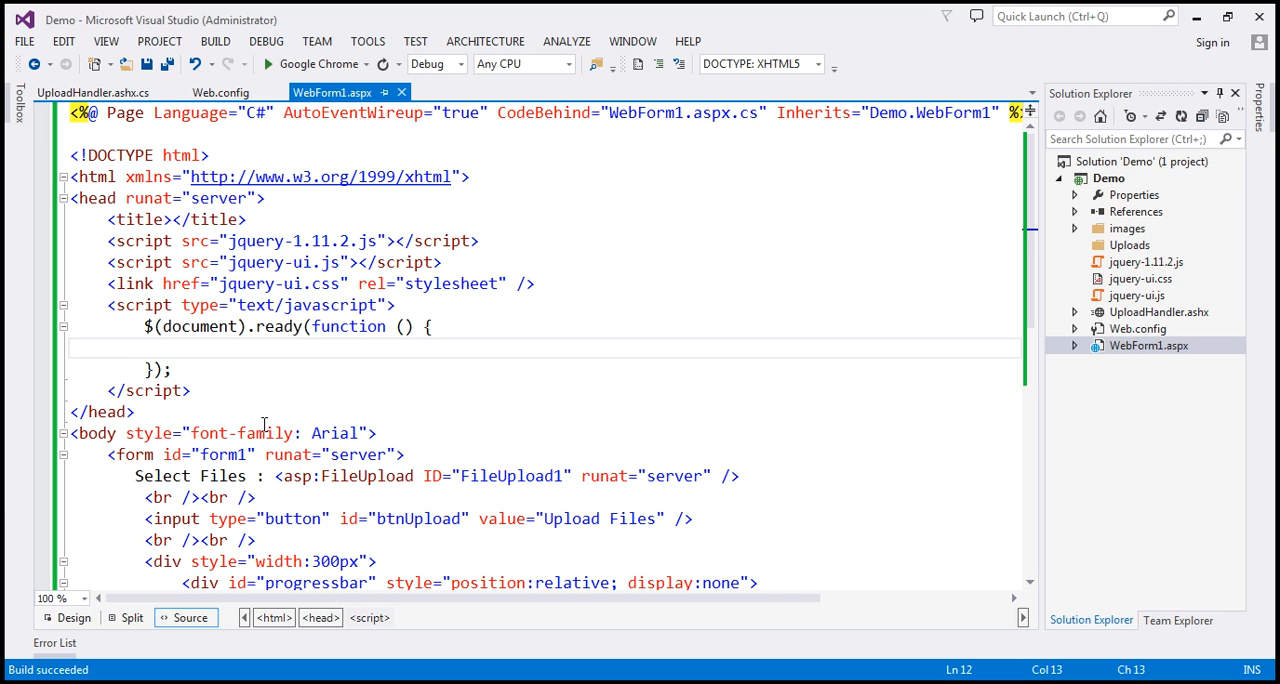 Demo - Microsoft Visual Studio (Administrator)
Quick Launch (Ctrl+Q)
FILE EDIT VIEW PROJECT BUILD DEBUG TEAM TOOLS TEST ARCHITECTURE ANALYZE WINDOW HELP
Sign in
Google Chrome Debug Any CPU DOCTYPE: XHTML5
Toolbox
UploadHandler.ashx.cs Web.config WebForm1.aspx
<%@ Page Language="C#" AutoEventWireup="true" CodeBehind="WebForm1.aspx.cs" Inherits="Demo.WebForm1" %
<!DOCTYPE html>
<html xmlns="http://www.w3.org/1999/xhtml">
<head runat="server">
<title></title>
<script src="jquery-1.11.2.js"></script>
<script src="jquery-ui.js"></script>
<link href="jquery-ui.css" rel="stylesheet" />
<script type="text/javascript">
$(document).ready(function () {
});
</script>
</head>
<body style="font-family: Arial">
<form id="form1" runat="server">
Select Files : <asp:FileUpload ID="FileUpload1" runat="server" />
<br /><br />
<input type="button" id="btnUpload" value="Upload Files" />
<br /><br />
<div style="width:300px">
<div id="progressbar" style="position:relative; display:none">
100 %
Design Split Source <html> <head> <script>
Error List
Solution Explorer
Search Solution Explorer (Ctrl+;)
Solution 'Demo' (1 project)
Demo
Properties
References
images
Uploads
jquery-1.11.2.js
jquery-ui.css
jquery-ui.js
UploadHandler.ashx
Web.config
WebForm1.aspx
Solution Explorer Team Explorer
Properties
Build succeeded Ln 12 Col 13 Ch 13 INS